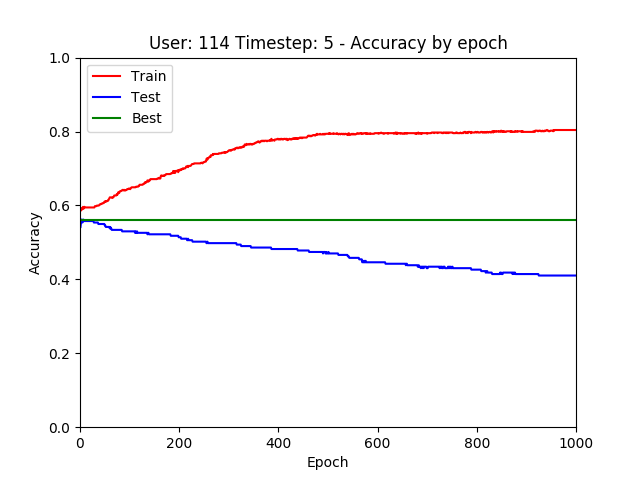 User: 114 Timestep: 5 - Accuracy by epoch
Train
Test
Best
1.0
0.8
0.6
0.4
0.2
0.0
Accuracy
0 200 400 600 800 1000
Epoch